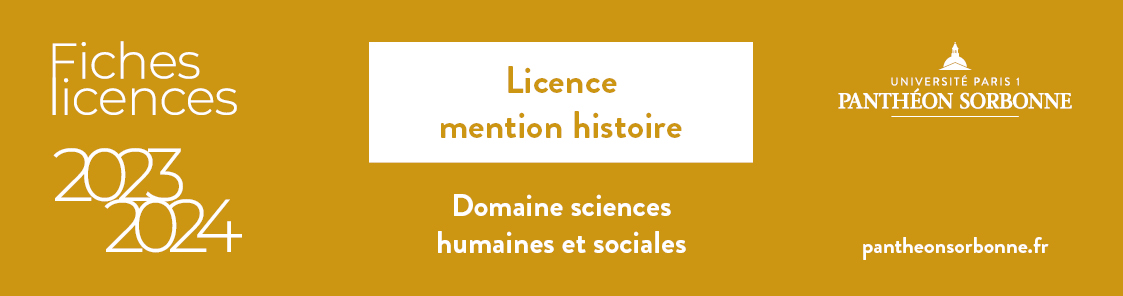 Fiches
licences
2023
2024
Licence
mention histoire
Domaine sciences
humaines et sociales
UNIVERSITÉ PARIS 1
PANTHÉON SORBONNE
pantheonsorbonne.fr